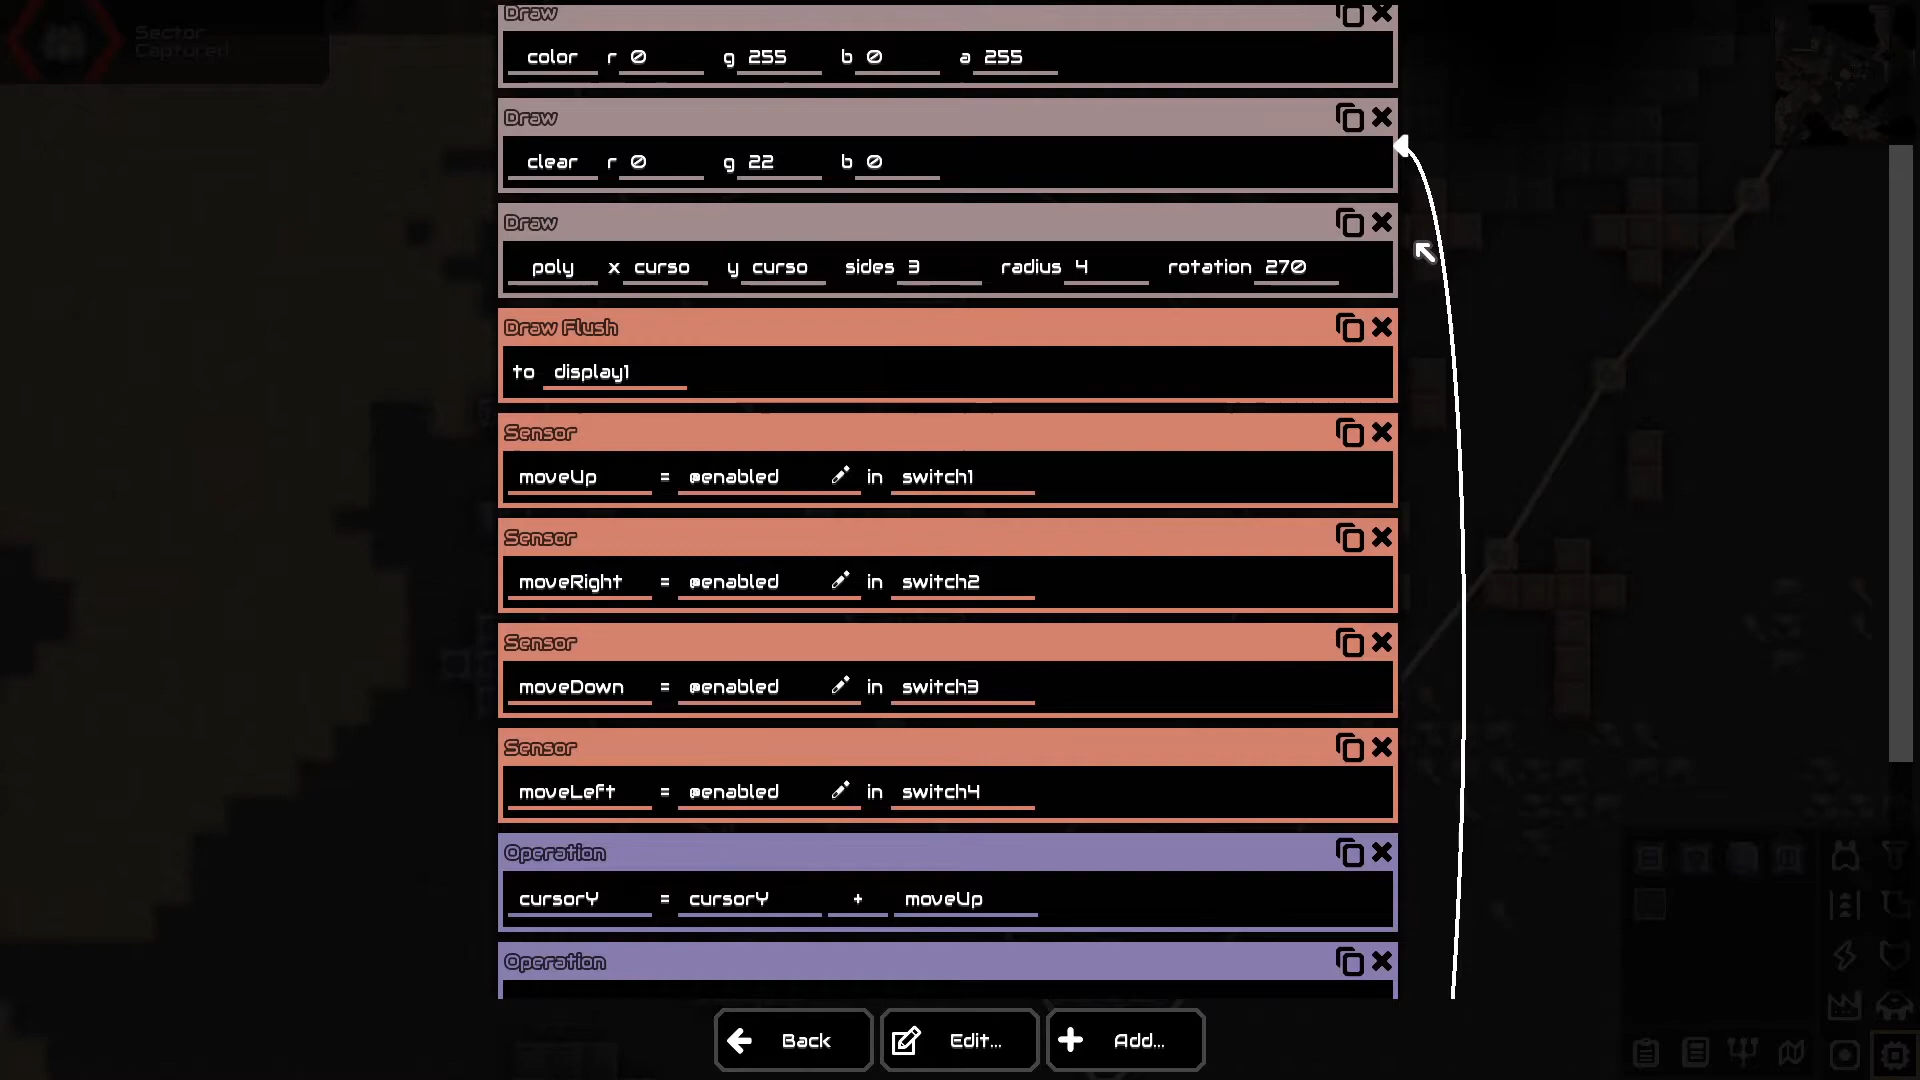 Sector
Captured
Draw
color r 0 g 255 b 0 a 255
Draw
clear r 0 g 22 b 0
Draw
poly x curso y curso sides 3 radius 4 rotation 270
Draw Flush
to display1
Sensor
moveUp = @enabled in switch1
Sensor
moveRight = @enabled in switch2
Sensor
moveDown = @enabled in switch3
Sensor
moveLeft = @enabled in switch4
Operation
cursorY = cursorY + moveUp
Operation
Back Edit... Add...